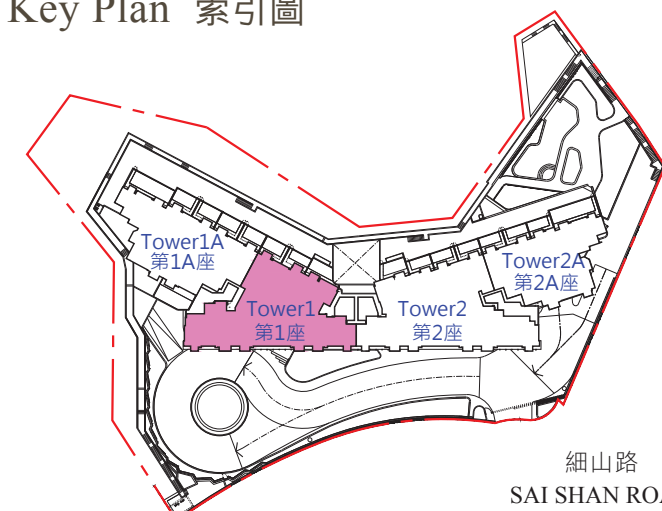 Key Plan 索引圖
Tower1A
第1A座
Tower1
第1座
Tower2
第2座
Tower2A
第2A座
細山路
SAI SHAN ROA